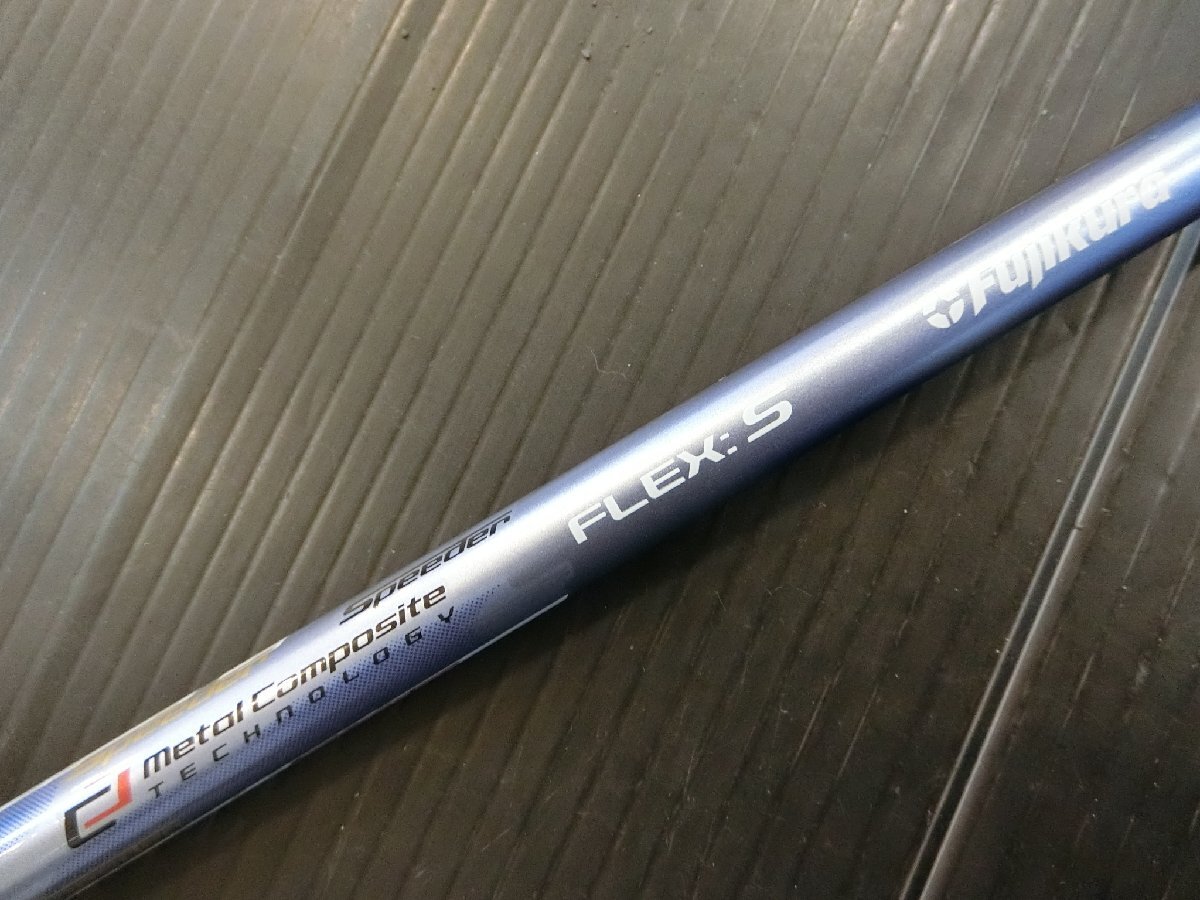 Speeder
metal Composite
TECHNOLOGY
FLEX: S
Fujikura